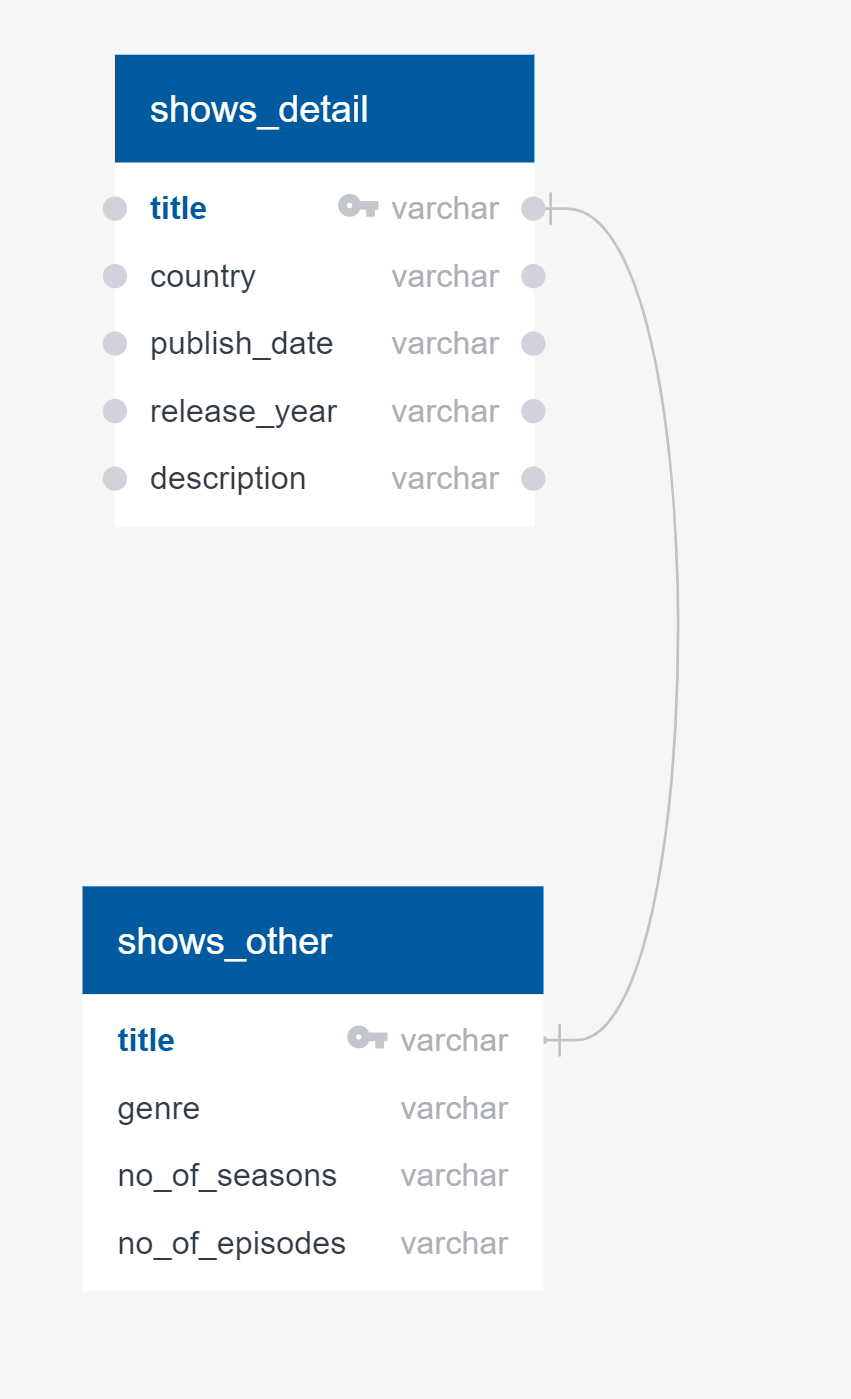 shows_detail
title varchar
country varchar
publish_date varchar
release_year varchar
description varchar
shows_other
title varchar
genre varchar
no_of_seasons varchar
no_of_episodes varchar